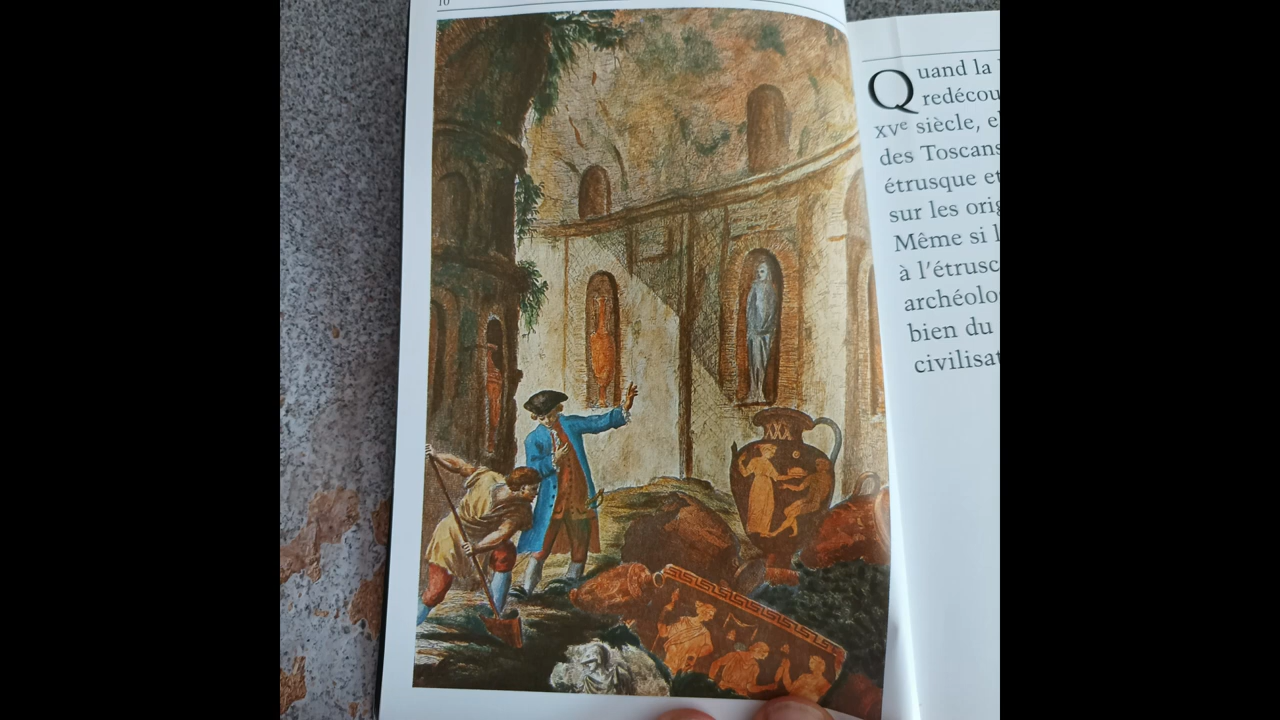 10
Quand la
redécou
XVe siècle, e
des Toscans
étrusque et
sur les orig
Même si l
à l'étrusc
archéolo
bien du
civilisat